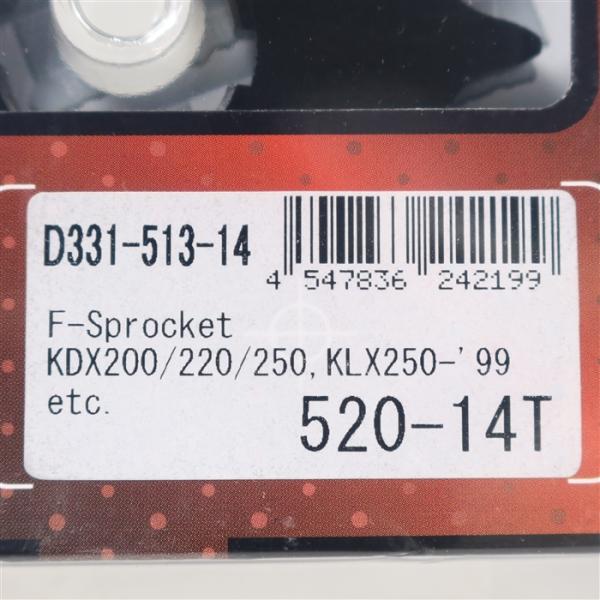 D331-513-14
4 547836 242199
F-Sprocket
KDX200/220/250,KLX250-'99
etc.
520-14T